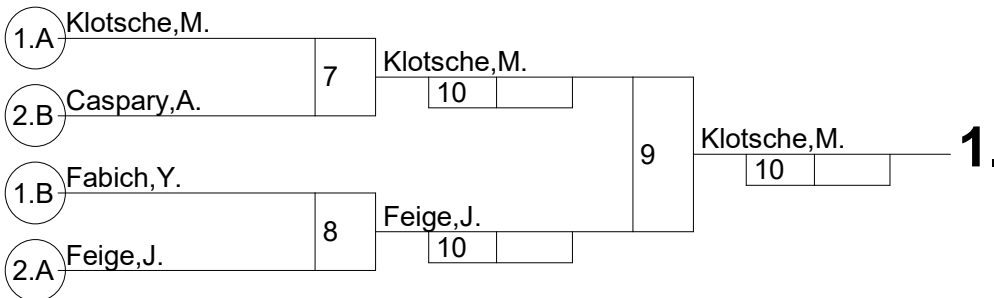 1.A Klotsche,M.
7
Klotsche,M.
10
2.B Caspary,A.
9
Klotsche,M.
1.
10
1.B Fabich,Y.
8
Feige,J.
10
2.A Feige,J.